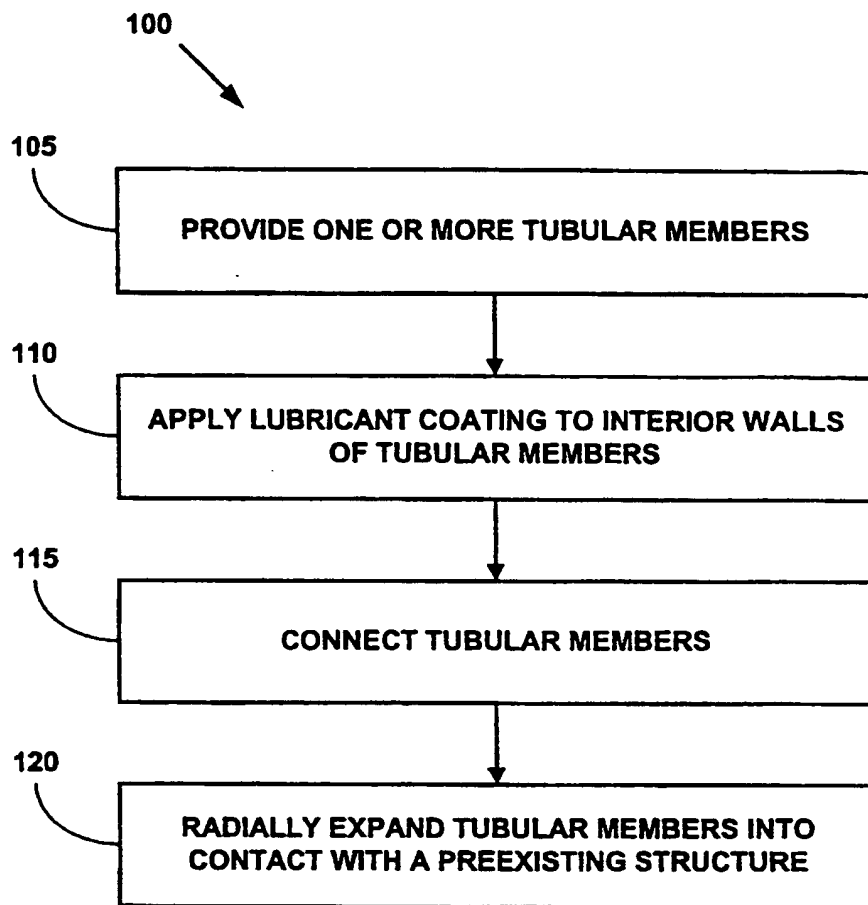 100
105
PROVIDE ONE OR MORE TUBULAR MEMBERS
110
APPLY LUBRICANT COATING TO INTERIOR WALLS
OF TUBULAR MEMBERS
115
CONNECT TUBULAR MEMBERS
120
RADIALLY EXPAND TUBULAR MEMBERS INTO
CONTACT WITH A PREEXISTING STRUCTURE